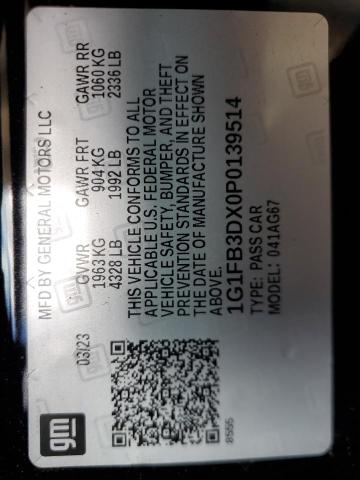 gm
MFD BY GENERAL MOTORS LLC
03/23 GVWR GAWR FRT GAWR RR
1963 KG 904 KG 1060 KG
4328 LB 1992 LB 2336 LB
THIS VEHICLE CONFORMS TO ALL
APPLICABLE U.S. FEDERAL MOTOR
VEHICLE SAFETY, BUMPER, AND THEFT
PREVENTION STANDARDS IN EFFECT ON
THE DATE OF MANUFACTURE SHOWN
ABOVE.
1G1FB3DX0P0139514
TYPE: PASS CAR
MODEL: 041AG67
8555